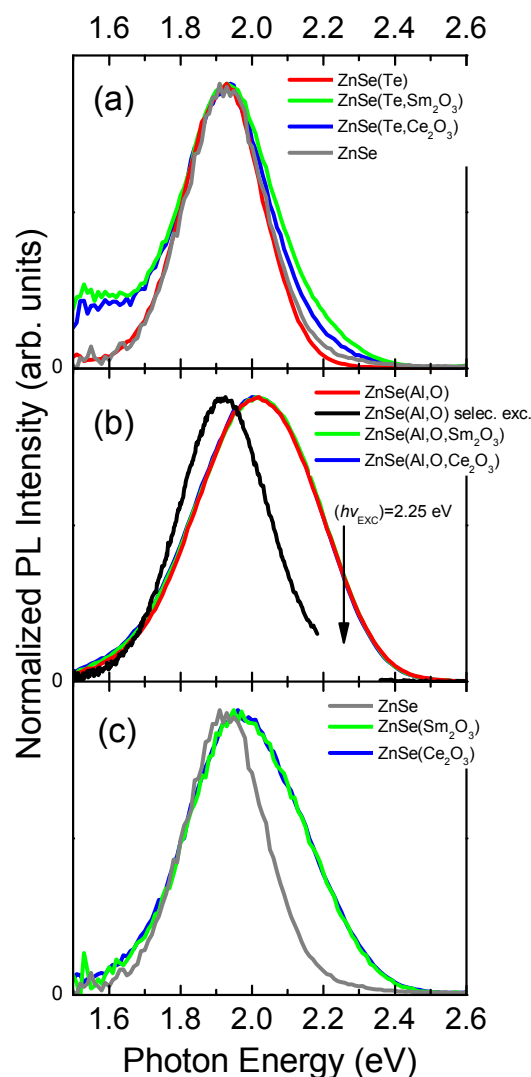 1.6 1.8 2.0 2.2 2.4 2.6
(a)
ZnSe(Te)
ZnSe(Te,Sm₂O₃)
ZnSe(Te,Ce₂O₃)
ZnSe
0
(b)
ZnSe(Al,O)
ZnSe(Al,O) selec. exc.
ZnSe(Al,O,Sm₂O₃)
ZnSe(Al,O,Ce₂O₃)
(hν_EXC)=2.25 eV
0
Normalized PL Intensity (arb. units)
(c)
ZnSe
ZnSe(Sm₂O₃)
ZnSe(Ce₂O₃)
0
1.6 1.8 2.0 2.2 2.4 2.6
Photon Energy (eV)